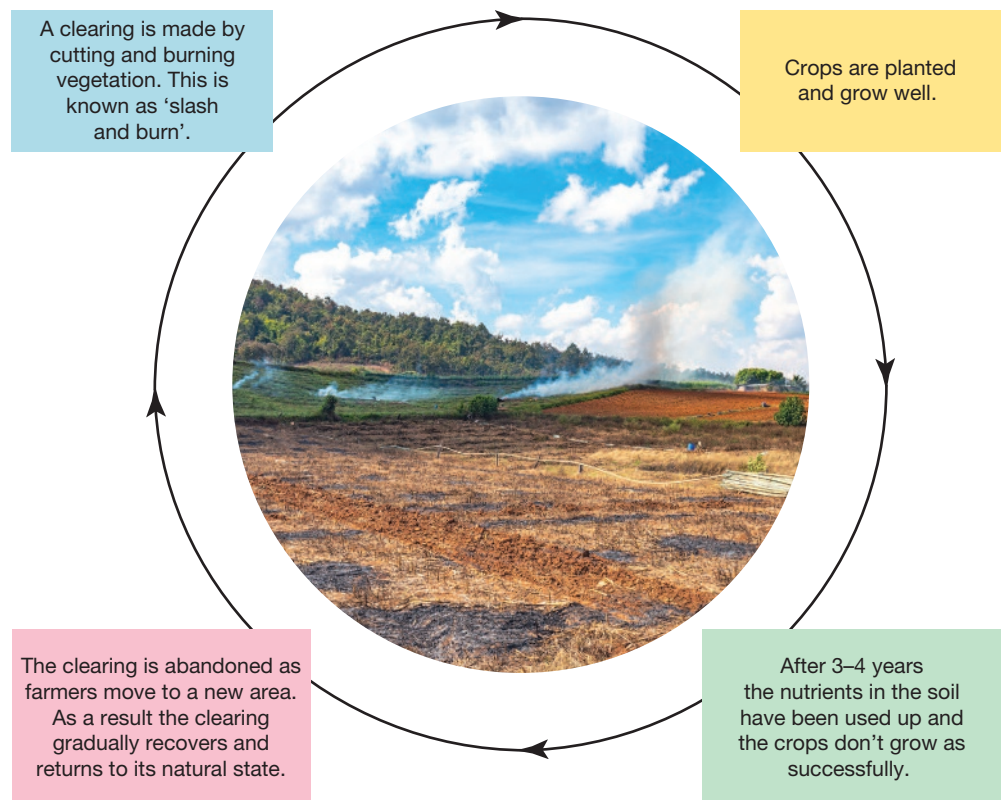 A clearing is made by
cutting and burning
vegetation. This is
known as ‘slash
and burn’.
Crops are planted
and grow well.
After 3–4 years
the nutrients in the soil
have been used up and
the crops don’t grow as
successfully.
The clearing is abandoned as
farmers move to a new area.
As a result the clearing
gradually recovers and
returns to its natural state.